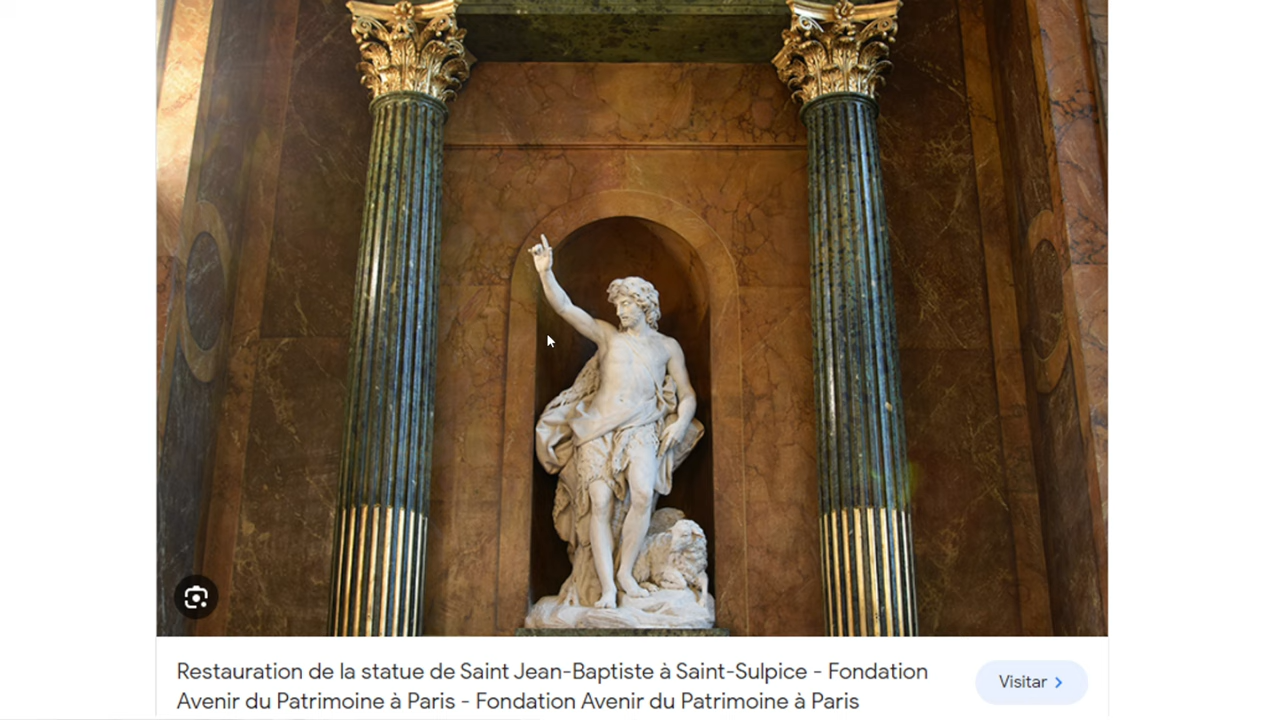 Restauration de la statue de Saint Jean-Baptiste à Saint-Sulpice - Fondation
Avenir du Patrimoine à Paris - Fondation Avenir du Patrimoine à Paris
Visitar